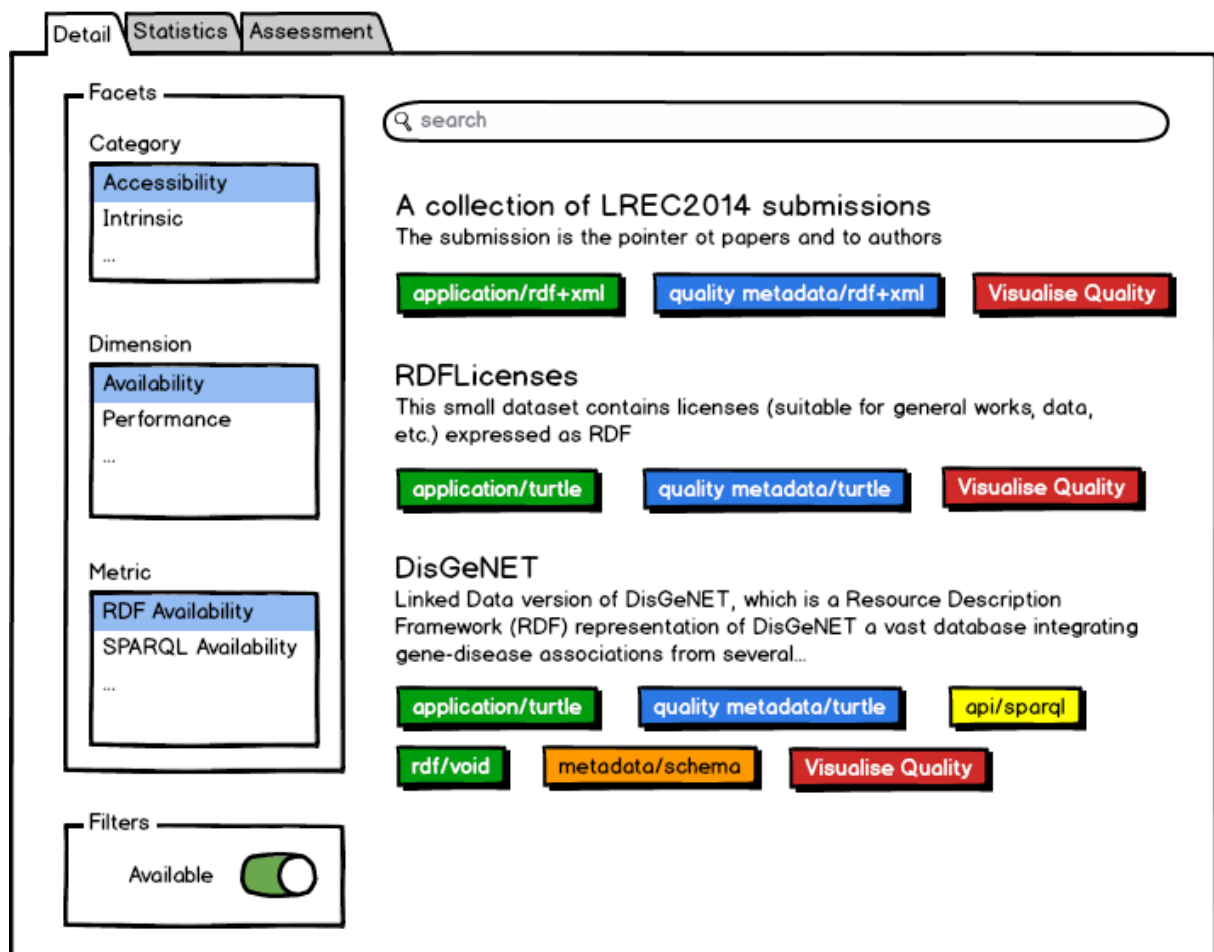 Detail Statistics Assessment
Facets
Category
Accessibility
Intrinsic
...
Dimension
Availability
Performance
...
Metric
RDF Availability
SPARQL Availability
...
Filters
Available
search
A collection of LREC2014 submissions
The submission is the pointer ot papers and to authors
application/rdf+xml quality metadata/rdf+xml Visualise Quality
RDFLicenses
This small dataset contains licenses (suitable for general works, data,
etc.) expressed as RDF
application/turtle quality metadata/turtle Visualise Quality
DisGeNET
Linked Data version of DisGeNET, which is a Resource Description
Framework (RDF) representation of DisGeNET a vast database integrating
gene-disease associations from several...
application/turtle quality metadata/turtle api/sparql
rdf/void metadata/schema Visualise Quality